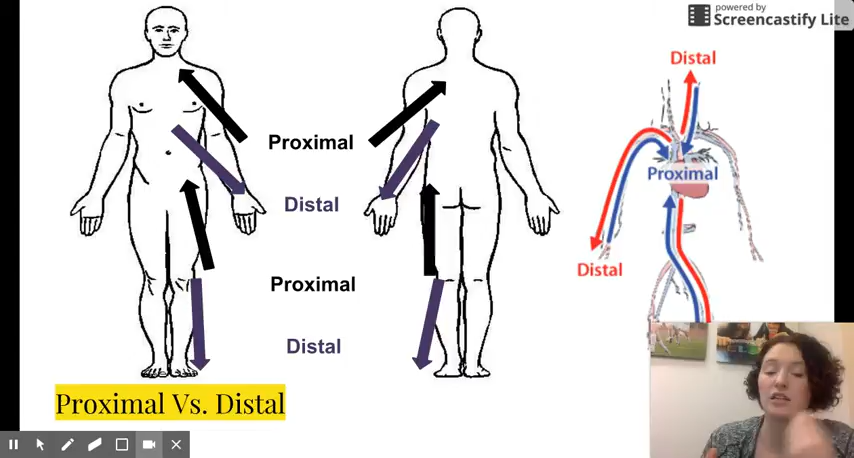 powered by
Screencastify Lite
Distal
Proximal
Proximal
Distal
Distal
Proximal
Distal
Proximal Vs. Distal